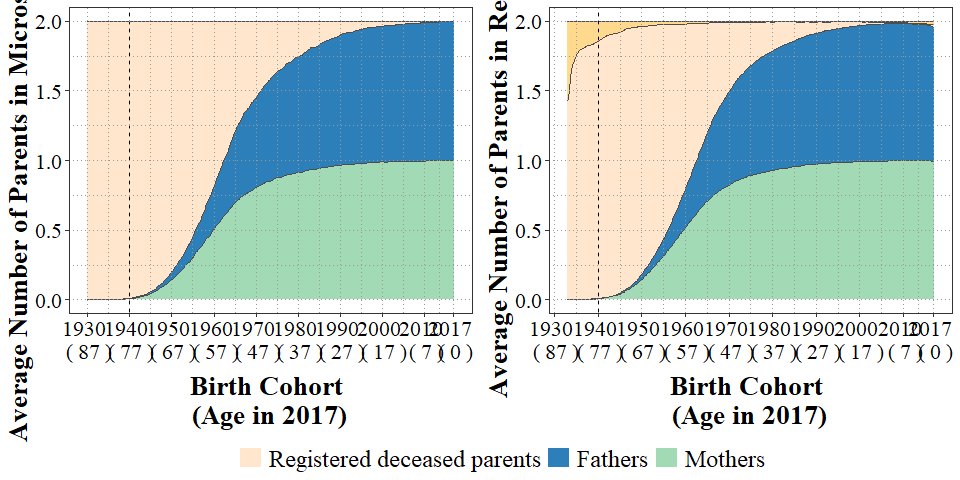 Average Number of Parents in Micros
2.0
1.5
1.0
0.5
0.0
1930 1940 1950 1960 1970 1980 1990 2000 2010 2017
( 87) ( 77) ( 67) ( 57) ( 47) ( 37) ( 27) ( 17) ( 7) ( 0)
Birth Cohort
(Age in 2017)
Average Number of Parents in Re
2.0
1.5
1.0
0.5
0.0
1930 1940 1950 1960 1970 1980 1990 2000 2010 2017
( 87) ( 77) ( 67) ( 57) ( 47) ( 37) ( 27) ( 17) ( 7) ( 0)
Birth Cohort
(Age in 2017)
Registered deceased parents Fathers Mothers